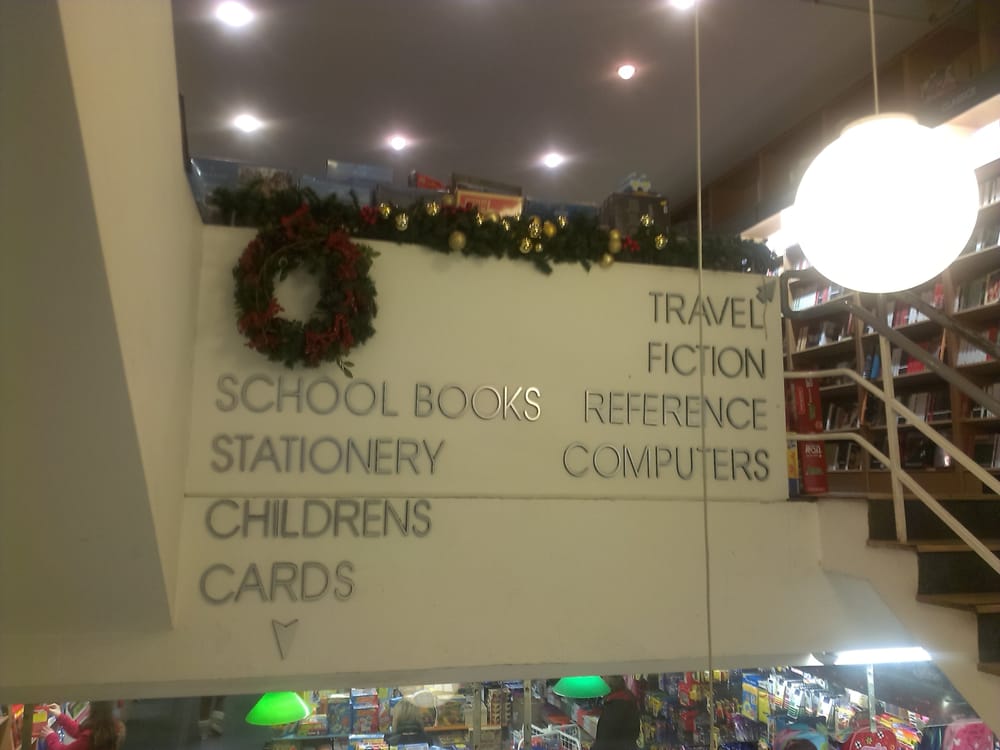 TRAVEL
FICTION
REFERENCE
COMPUTERS
SCHOOL BOOKS
STATIONERY
CHILDRENS
CARDS